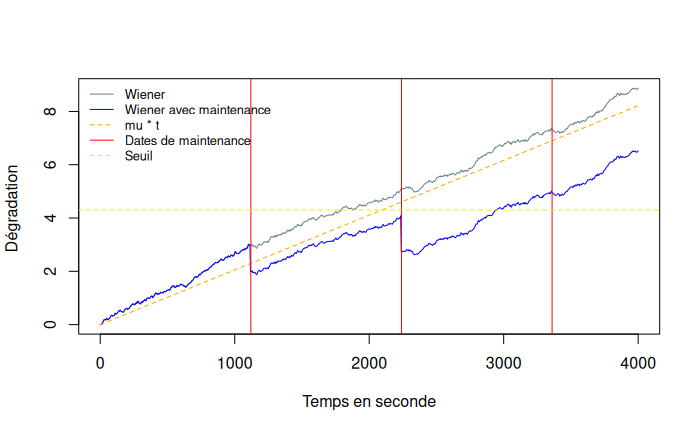 Wiener
Wiener avec maintenance
mu * t
Dates de maintenance
Seuil
Dégradation
0
2
4
6
8
0
1000
2000
3000
4000
Temps en seconde